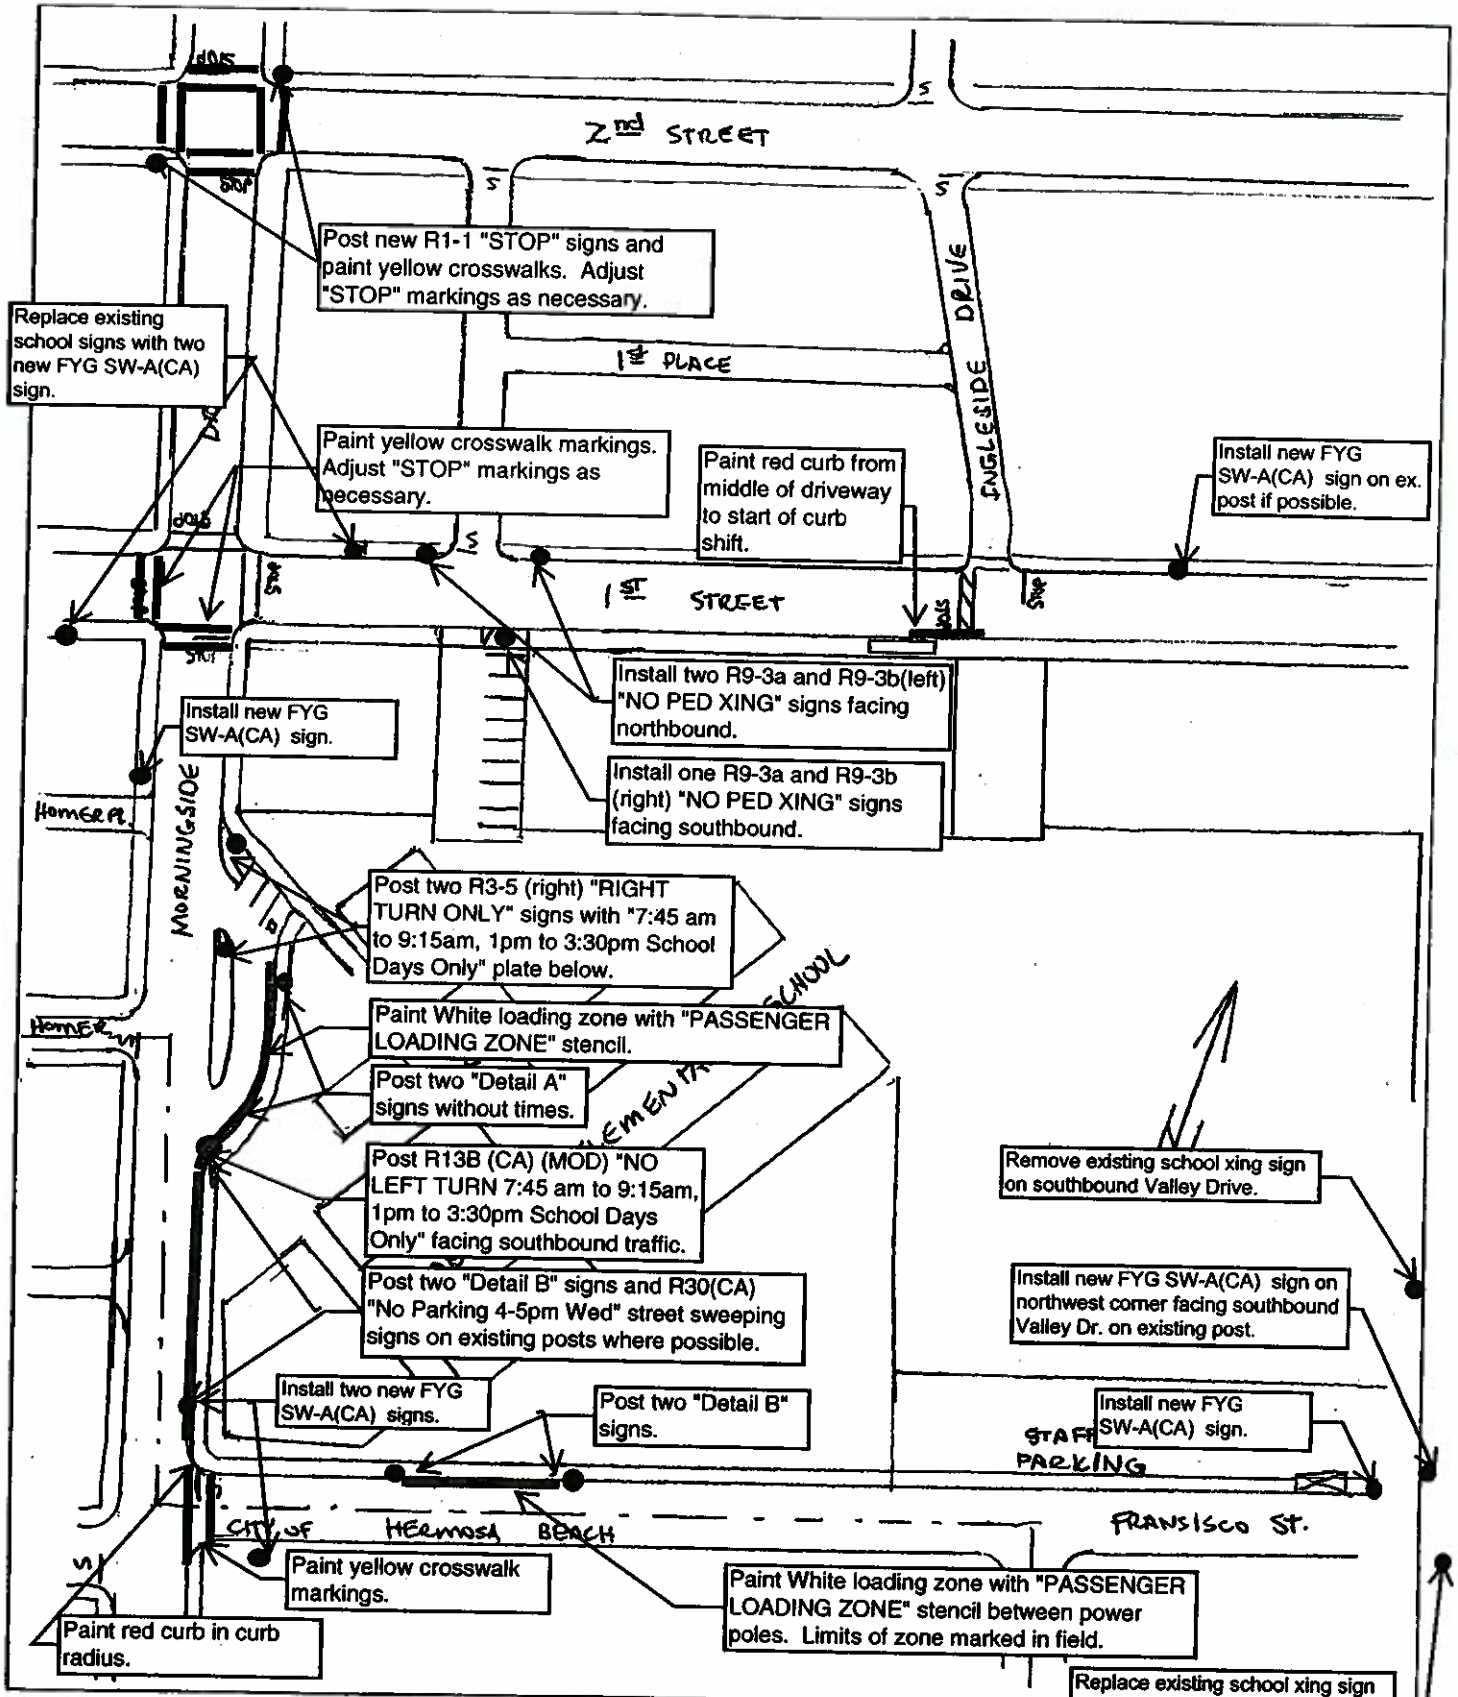 STOP
2nd STREET
S
S
S
STOP
Post new R1-1 "STOP" signs and
paint yellow crosswalks. Adjust
"STOP" markings as necessary.
INGLESIDE DRIVE
Replace existing
school signs with two
new FYG SW-A(CA)
sign.
1st PLACE
Paint yellow crosswalk markings.
Adjust "STOP" markings as
necessary.
Paint red curb from
middle of driveway
to start of curb
shift.
Install new FYG
SW-A(CA) sign on ex.
post if possible.
STOP
S
STOP
1ST STREET
STOP
STOP
STOP
Install two R9-3a and R9-3b(left)
"NO PED XING" signs facing
northbound.
Install new FYG
SW-A(CA) sign.
Install one R9-3a and R9-3b
(right) "NO PED XING" signs
facing southbound.
HOMER PL.
MORNINGSIDE
Post two R3-5 (right) "RIGHT
TURN ONLY" signs with "7:45 am
to 9:15am, 1pm to 3:30pm School
Days Only" plate below.
SCHOOL
HOMER
S
Paint White loading zone with "PASSENGER
LOADING ZONE" stencil.
Post two "Detail A"
signs without times.
LEMENTA
Post R13B (CA) (MOD) "NO
LEFT TURN 7:45 am to 9:15am,
1pm to 3:30pm School Days
Only" facing southbound traffic.
Remove existing school xing sign
on southbound Valley Drive.
Post two "Detail B" signs and R30(CA)
"No Parking 4-5pm Wed" street sweeping
signs on existing posts where possible.
Install new FYG SW-A(CA) sign on
northwest corner facing southbound
Valley Dr. on existing post.
Install two new FYG
SW-A(CA) signs.
Post two "Detail B"
signs.
Install new FYG
SW-A(CA) sign.
STAFF
PARKING
S
CITY OF HERMOSA BEACH
FRANSISCO ST.
S
Paint yellow crosswalk
markings.
Paint White loading zone with "PASSENGER
LOADING ZONE" stencil between power
poles. Limits of zone marked in field.
Paint red curb in curb
radius.
Replace existing school xing sign